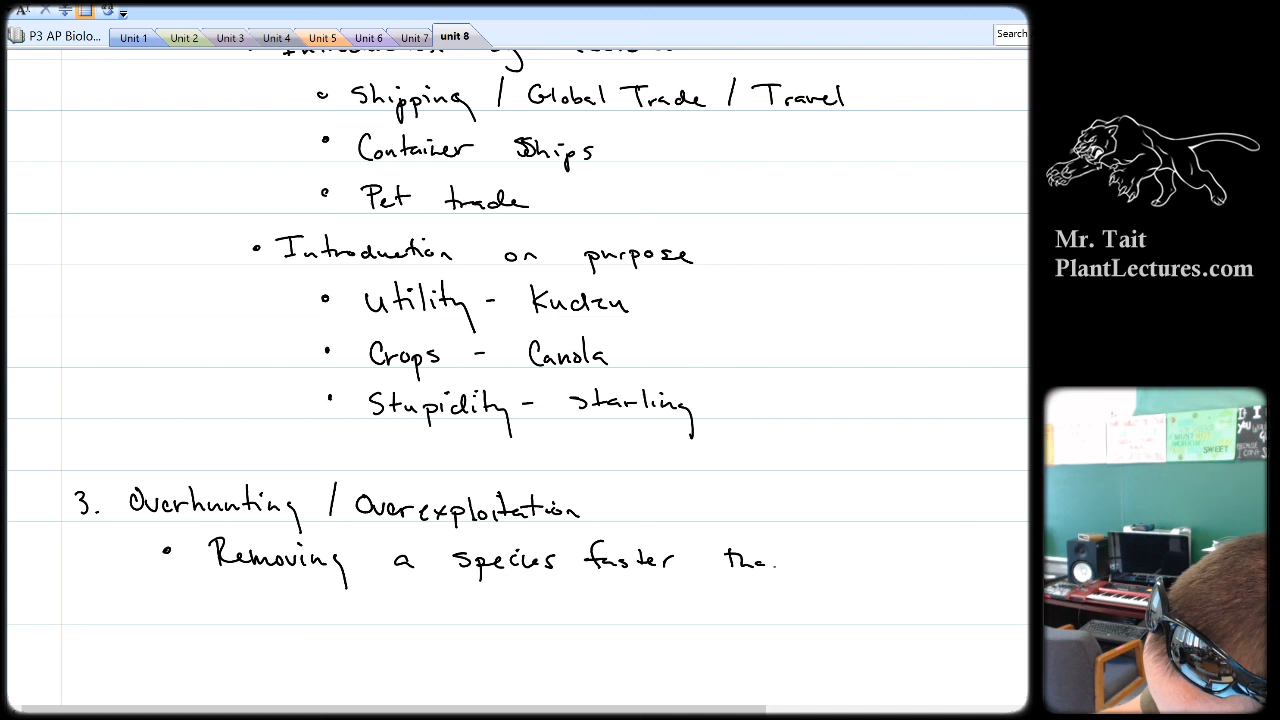 P3 AP Biolo...
Unit 1
Unit 2
Unit 3
Unit 4
Unit 5
Unit 6
Unit 7
unit 8
Search
• Shipping / Global Trade / Travel
• Container Ships
• Pet trade
• Introduction on purpose
• Utility - Kudzu
• Crops - Canola
• Stupidity - starling
3. Overhunting / Overexploitation
• Removing a species faster tha
Mr. Tait
PlantLectures.com
SWEET